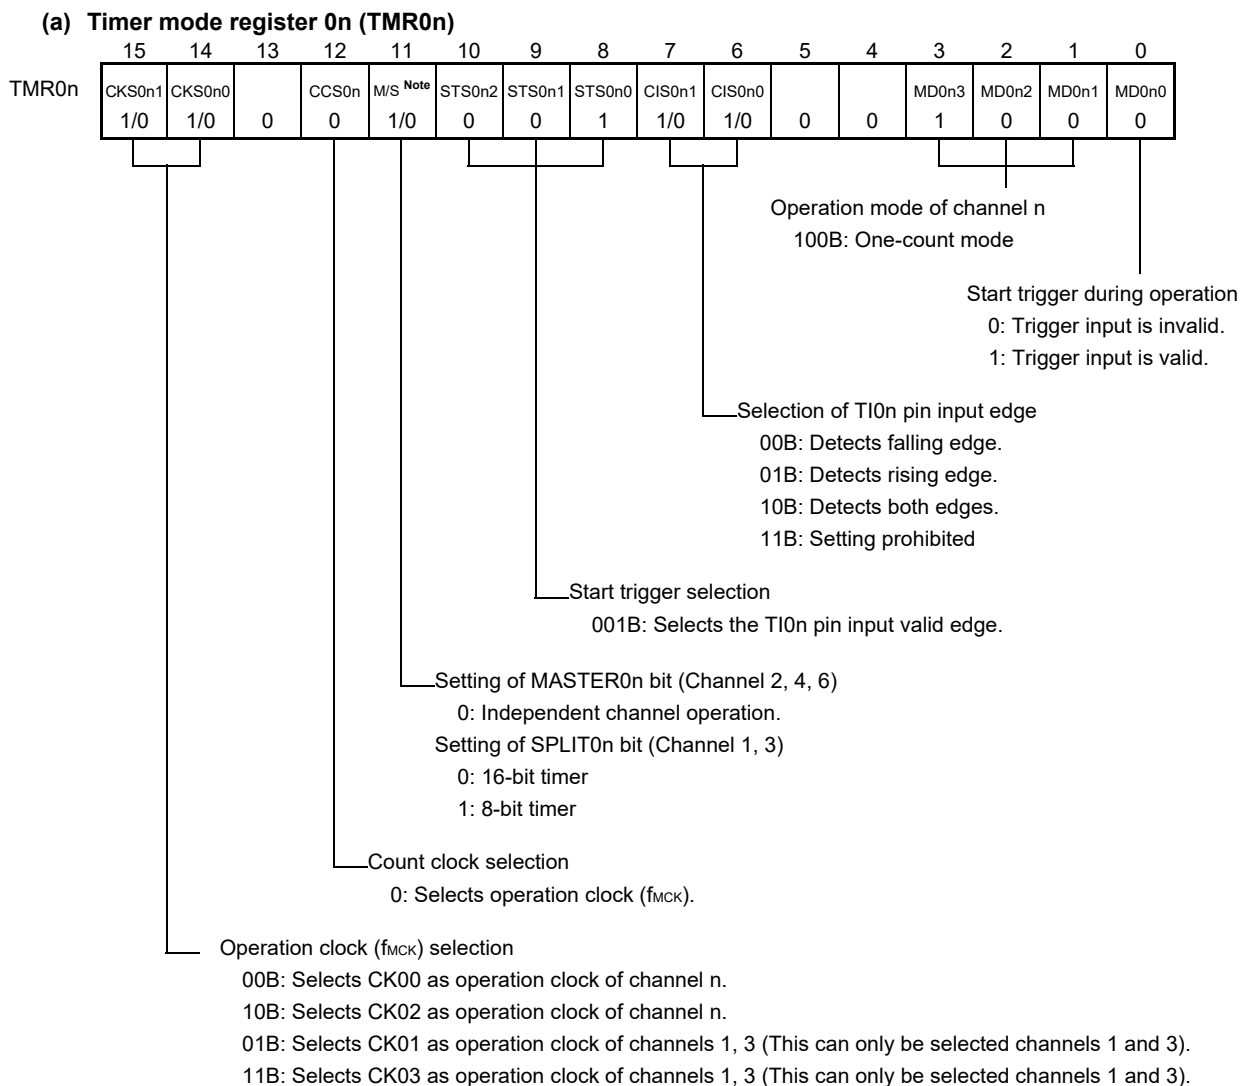 (a) Timer mode register 0n (TMR0n)
15 14 13 12 11 10 9 8 7 6 5 4 3 2 1 0
TMR0n CKS0n1 CKS0n0 CCS0n M/S Note STS0n2 STS0n1 STS0n0 CIS0n1 CIS0n0 MD0n3 MD0n2 MD0n1 MD0n0
1/0 1/0 0 0 1/0 0 0 1 1/0 1/0 0 0 1 0 0 0
Operation mode of channel n
100B: One-count mode
Start trigger during operation
0: Trigger input is invalid.
1: Trigger input is valid.
Selection of TI0n pin input edge
00B: Detects falling edge.
01B: Detects rising edge.
10B: Detects both edges.
11B: Setting prohibited
Start trigger selection
001B: Selects the TI0n pin input valid edge.
Setting of MASTER0n bit (Channel 2, 4, 6)
0: Independent channel operation.
Setting of SPLIT0n bit (Channel 1, 3)
0: 16-bit timer
1: 8-bit timer
Count clock selection
0: Selects operation clock (fMCK).
Operation clock (fMCK) selection
00B: Selects CK00 as operation clock of channel n.
10B: Selects CK02 as operation clock of channel n.
01B: Selects CK01 as operation clock of channels 1, 3 (This can only be selected channels 1 and 3).
11B: Selects CK03 as operation clock of channels 1, 3 (This can only be selected channels 1 and 3).